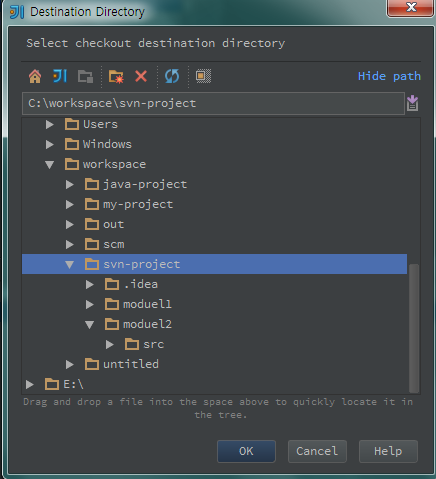 Destination Directory
Select checkout destination directory
Hide path
C:\workspace\svn-project
Users
Windows
workspace
java-project
my-project
out
scm
svn-project
.idea
moduel1
moduel2
src
untitled
E:\
Drag and drop a file into the space above to quickly locate it in
the tree.
OK
Cancel
Help